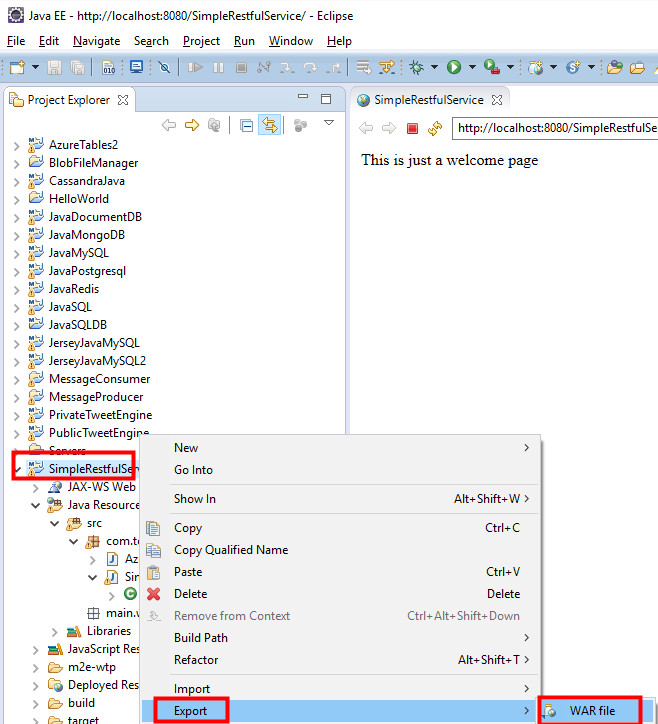 Java EE - http://localhost:8080/SimpleRestfulService/ - Eclipse
File Edit Navigate Search Project Run Window Help
Project Explorer
SimpleRestfulService
http://localhost:8080/SimpleRestfulSe
This is just a welcome page
AzureTables2
BlobFileManager
CassandraJava
HelloWorld
JavaDocumentDB
JavaMongoDB
JavaMySQL
JavaPostgresql
JavaRedis
JavaSQL
JavaSQLDB
JerseyJavaMySQL
JerseyJavaMySQL2
MessageConsumer
MessageProducer
PrivateTweetEngine
PublicTweetEngine
Servers
SimpleRestfulSer
JAX-WS Web
Java Resource
src
com.t
Az
Sin
main.w
Libraries
JavaScript Res
m2e-wtp
Deployed Res
build
target
New
Go Into
Show In Alt+Shift+W
Copy Ctrl+C
Copy Qualified Name
Paste Ctrl+V
Delete Delete
Remove from Context Ctrl+Alt+Shift+Down
Build Path
Refactor Alt+Shift+T
Import
Export
WAR file